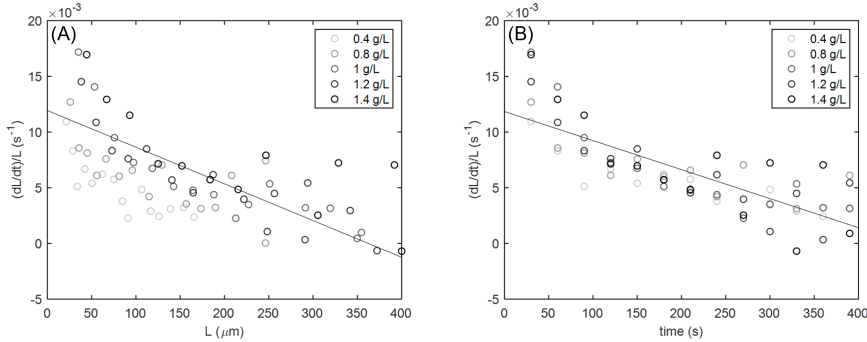 ×10⁻³
(A)
0.4 g/L
0.8 g/L
1 g/L
1.2 g/L
1.4 g/L
20
15
10
5
0
-5
(dL/dt)/L (s⁻¹)
0 50 100 150 200 250 300 350 400
L (μm)
×10⁻³
(B)
0.4 g/L
0.8 g/L
1 g/L
1.2 g/L
1.4 g/L
20
15
10
5
0
-5
(dL/dt)/L (s⁻¹)
0 50 100 150 200 250 300 350 400
time (s)